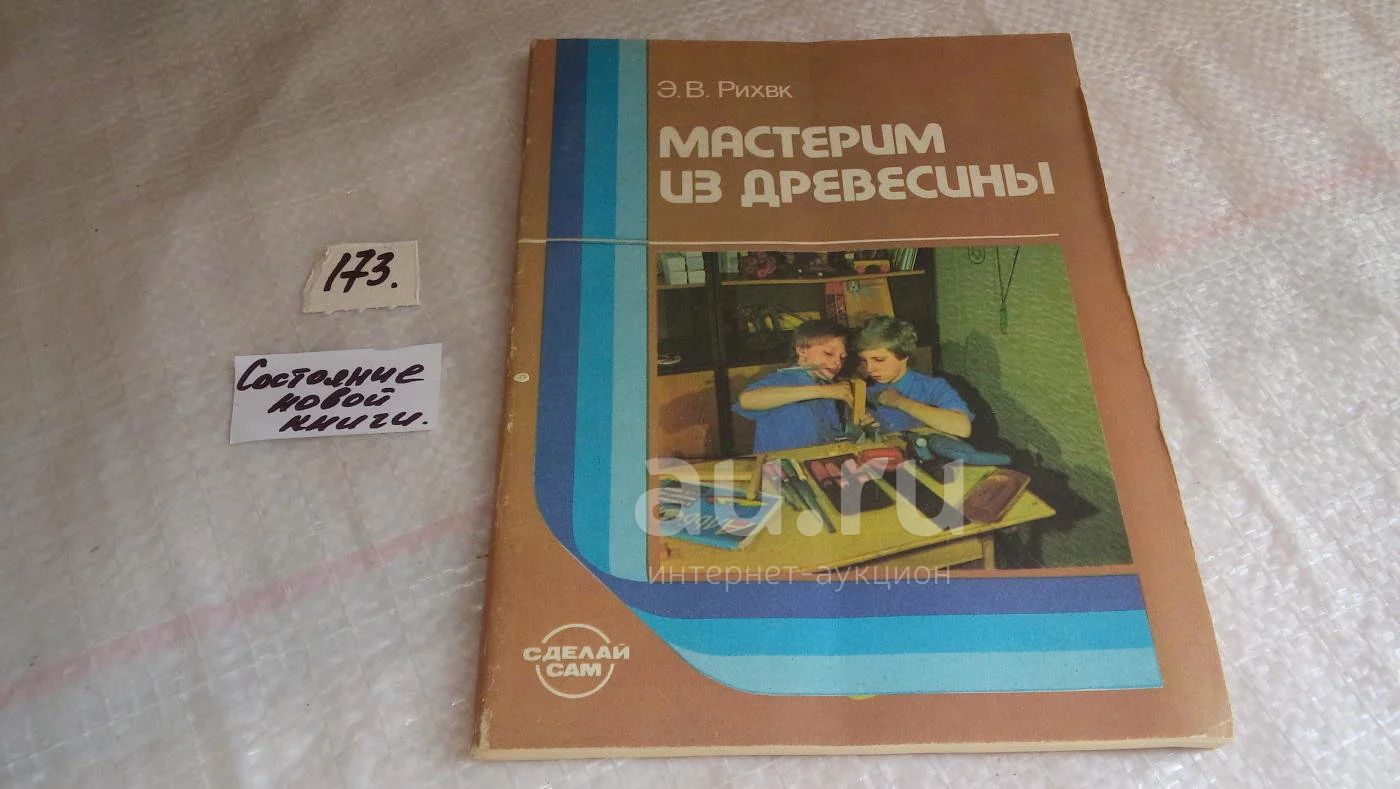 Э.В. Рихвк
МАСТЕРИМ
ИЗ ДРЕВЕСИНЫ
173.
Состояние
новой
книги.
au.ru
интернет-аукцион
СДЕЛАЙ
САМ